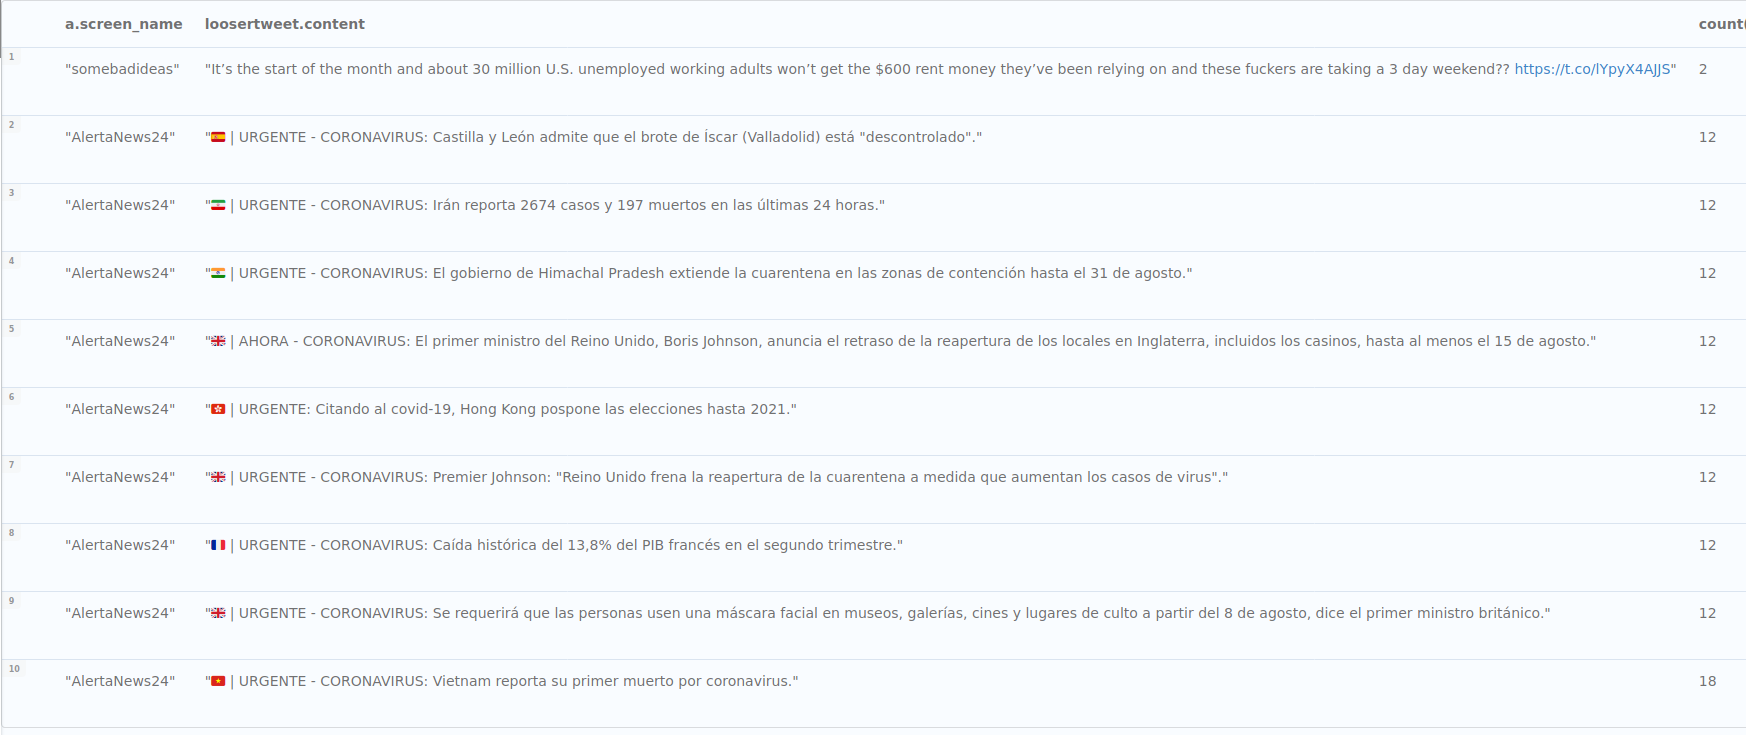 a.screen_name loosertweet.content count(
1
"somebadideas" "It’s the start of the month and about 30 million U.S. unemployed working adults won’t get the $600 rent money they’ve been relying on and these fuckers are taking a 3 day weekend?? https://t.co/lYpyX4AJJS" 2
2
"AlertaNews24" "🇪🇸 | URGENTE - CORONAVIRUS: Castilla y León admite que el brote de Íscar (Valladolid) está "descontrolado"." 12
3
"AlertaNews24" "🇮🇷 | URGENTE - CORONAVIRUS: Irán reporta 2674 casos y 197 muertos en las últimas 24 horas." 12
4
"AlertaNews24" "🇮🇳 | URGENTE - CORONAVIRUS: El gobierno de Himachal Pradesh extiende la cuarentena en las zonas de contención hasta el 31 de agosto." 12
5
"AlertaNews24" "🇬🇧 | AHORA - CORONAVIRUS: El primer ministro del Reino Unido, Boris Johnson, anuncia el retraso de la reapertura de los locales en Inglaterra, incluidos los casinos, hasta al menos el 15 de agosto." 12
6
"AlertaNews24" "🇭🇰 | URGENTE: Citando al covid-19, Hong Kong pospone las elecciones hasta 2021." 12
7
"AlertaNews24" "🇬🇧 | URGENTE - CORONAVIRUS: Premier Johnson: "Reino Unido frena la reapertura de la cuarentena a medida que aumentan los casos de virus"." 12
8
"AlertaNews24" "🇫🇷 | URGENTE - CORONAVIRUS: Caída histórica del 13,8% del PIB francés en el segundo trimestre." 12
9
"AlertaNews24" "🇬🇧 | URGENTE - CORONAVIRUS: Se requerirá que las personas usen una máscara facial en museos, galerías, cines y lugares de culto a partir del 8 de agosto, dice el primer ministro británico." 12
10
"AlertaNews24" "🇻🇳 | URGENTE - CORONAVIRUS: Vietnam reporta su primer muerto por coronavirus." 18